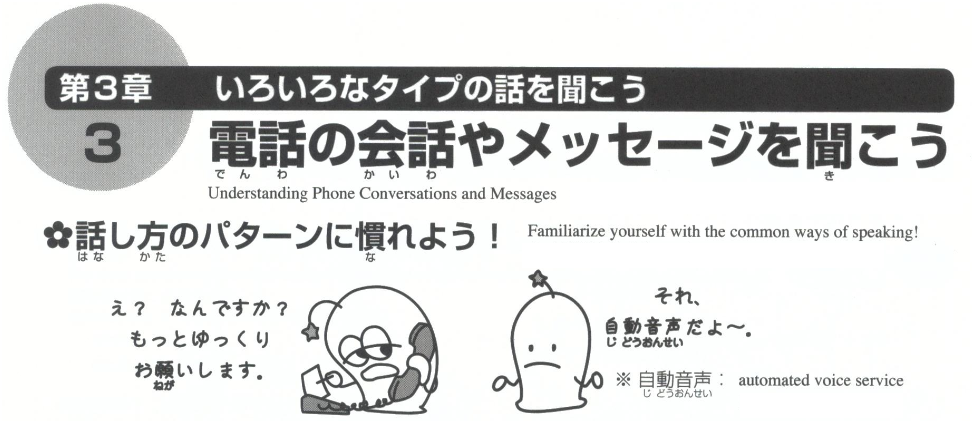 第3章 いろいろなタイプの話を聞こう
3 電話の会話やメッセージを聞こう
でんわ かいわ き
Understanding Phone Conversations and Messages
✿話し方のパターンに慣れよう！ Familiarize yourself with the common ways of speaking!
はな かた な
え？ なんですか？
もっとゆっくり
お願いします。
ねが
それ、
自動音声だよ〜。
じどうおんせい
※ 自動音声： automated voice service
じどうおんせい